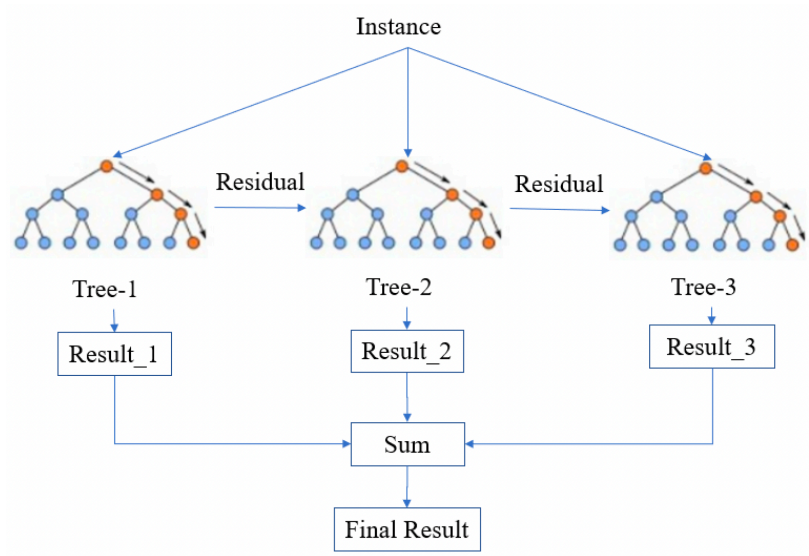 Instance
Residual
Residual
Tree-1
Tree-2
Tree-3
Result_1
Result_2
Result_3
Sum
Final Result